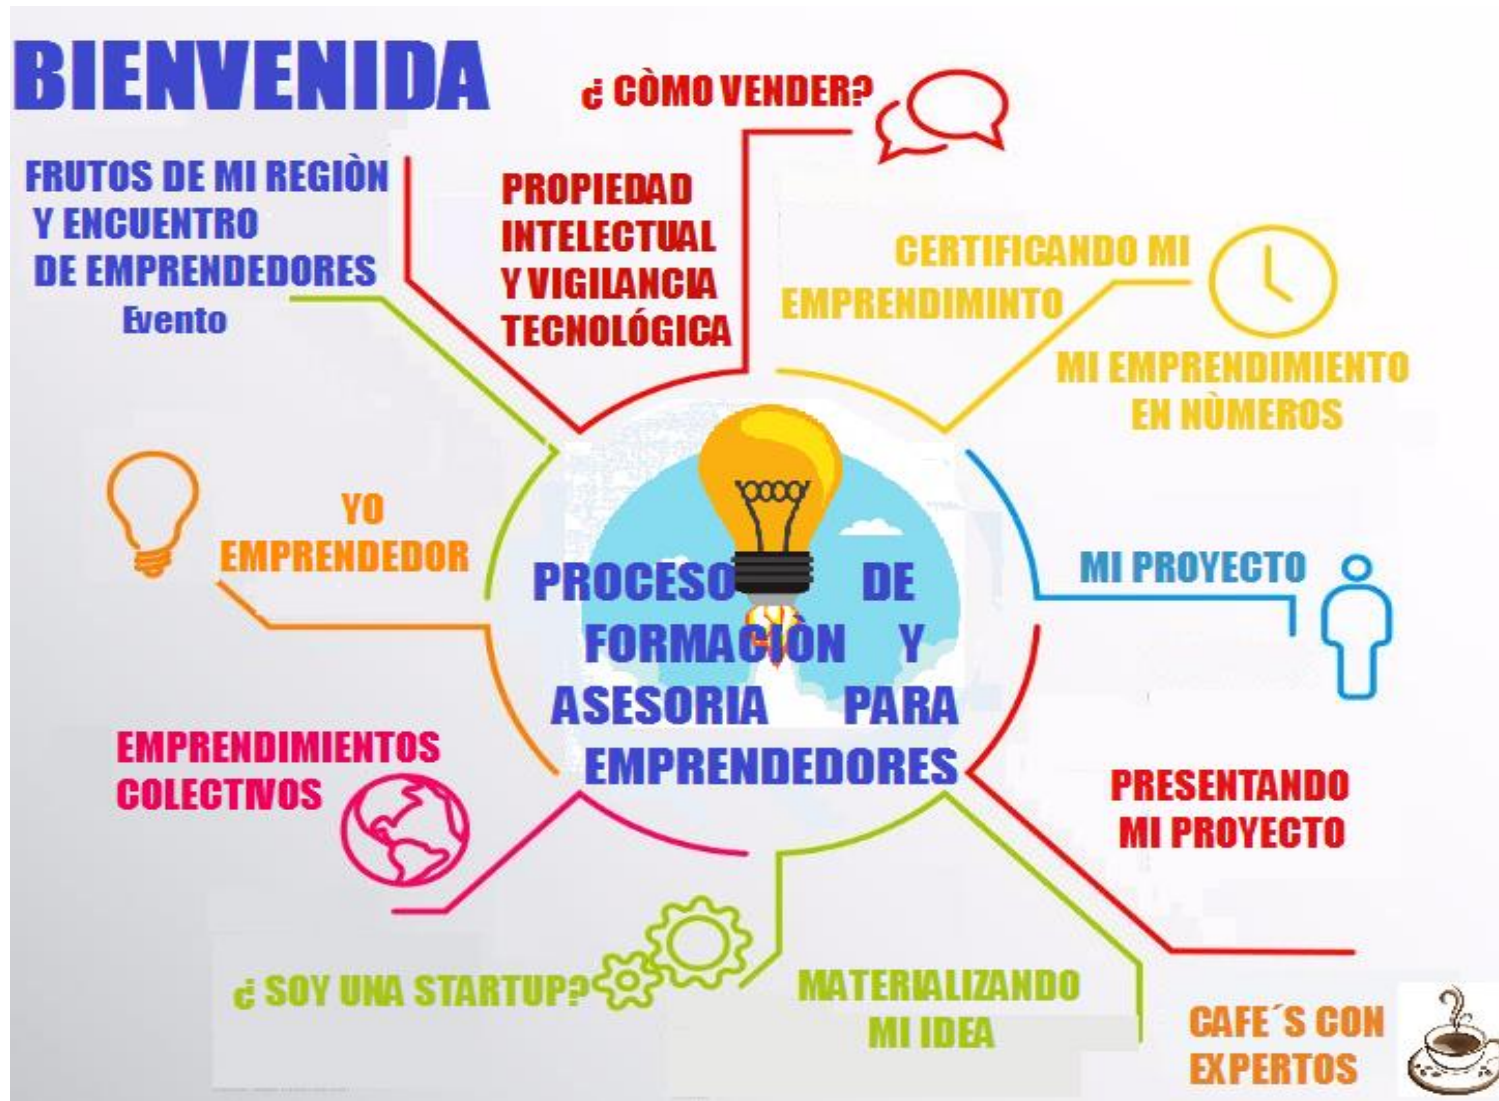 BIENVENIDA
¿ CÒMO VENDER?
FRUTOS DE MI REGIÒN
Y ENCUENTRO
DE EMPRENDEDORES
Evento
PROPIEDAD
INTELECTUAL
Y VIGILANCIA
TECNOLÓGICA
CERTIFICANDO MI
EMPRENDIMINTO
MI EMPRENDIMIENTO
EN NÙMEROS
YO
EMPRENDEDOR
MI PROYECTO
PROCESO DE
FORMACIÒN Y
ASESORIA PARA
EMPRENDEDORES
EMPRENDIMIENTOS
COLECTIVOS
PRESENTANDO
MI PROYECTO
¿ SOY UNA STARTUP?
MATERIALIZANDO
MI IDEA
CAFE´S CON
EXPERTOS